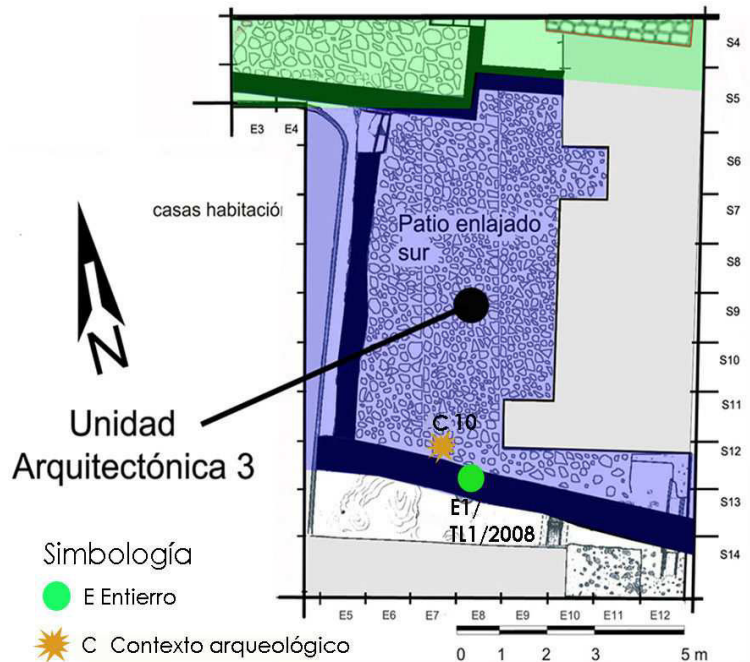 S4
S5
E3 E4
S6
casas habitació
S7
Patio enlajado
sur
S8
S9
N
S10
S11
Unidad
Arquitectónica 3
C 10
S12
E1/
TL1/2008
S13
S14
Simbología
E Entierro
C Contexto arqueológico
E5 E6 E7 E8 E9 E10 E11 E12
0 1 2 3 5 m